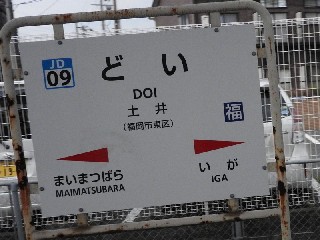 JD
09
どい
DOI
土井
(福岡市東区)
福
まいまつばら
MAIMATSUBARA
いが
IGA